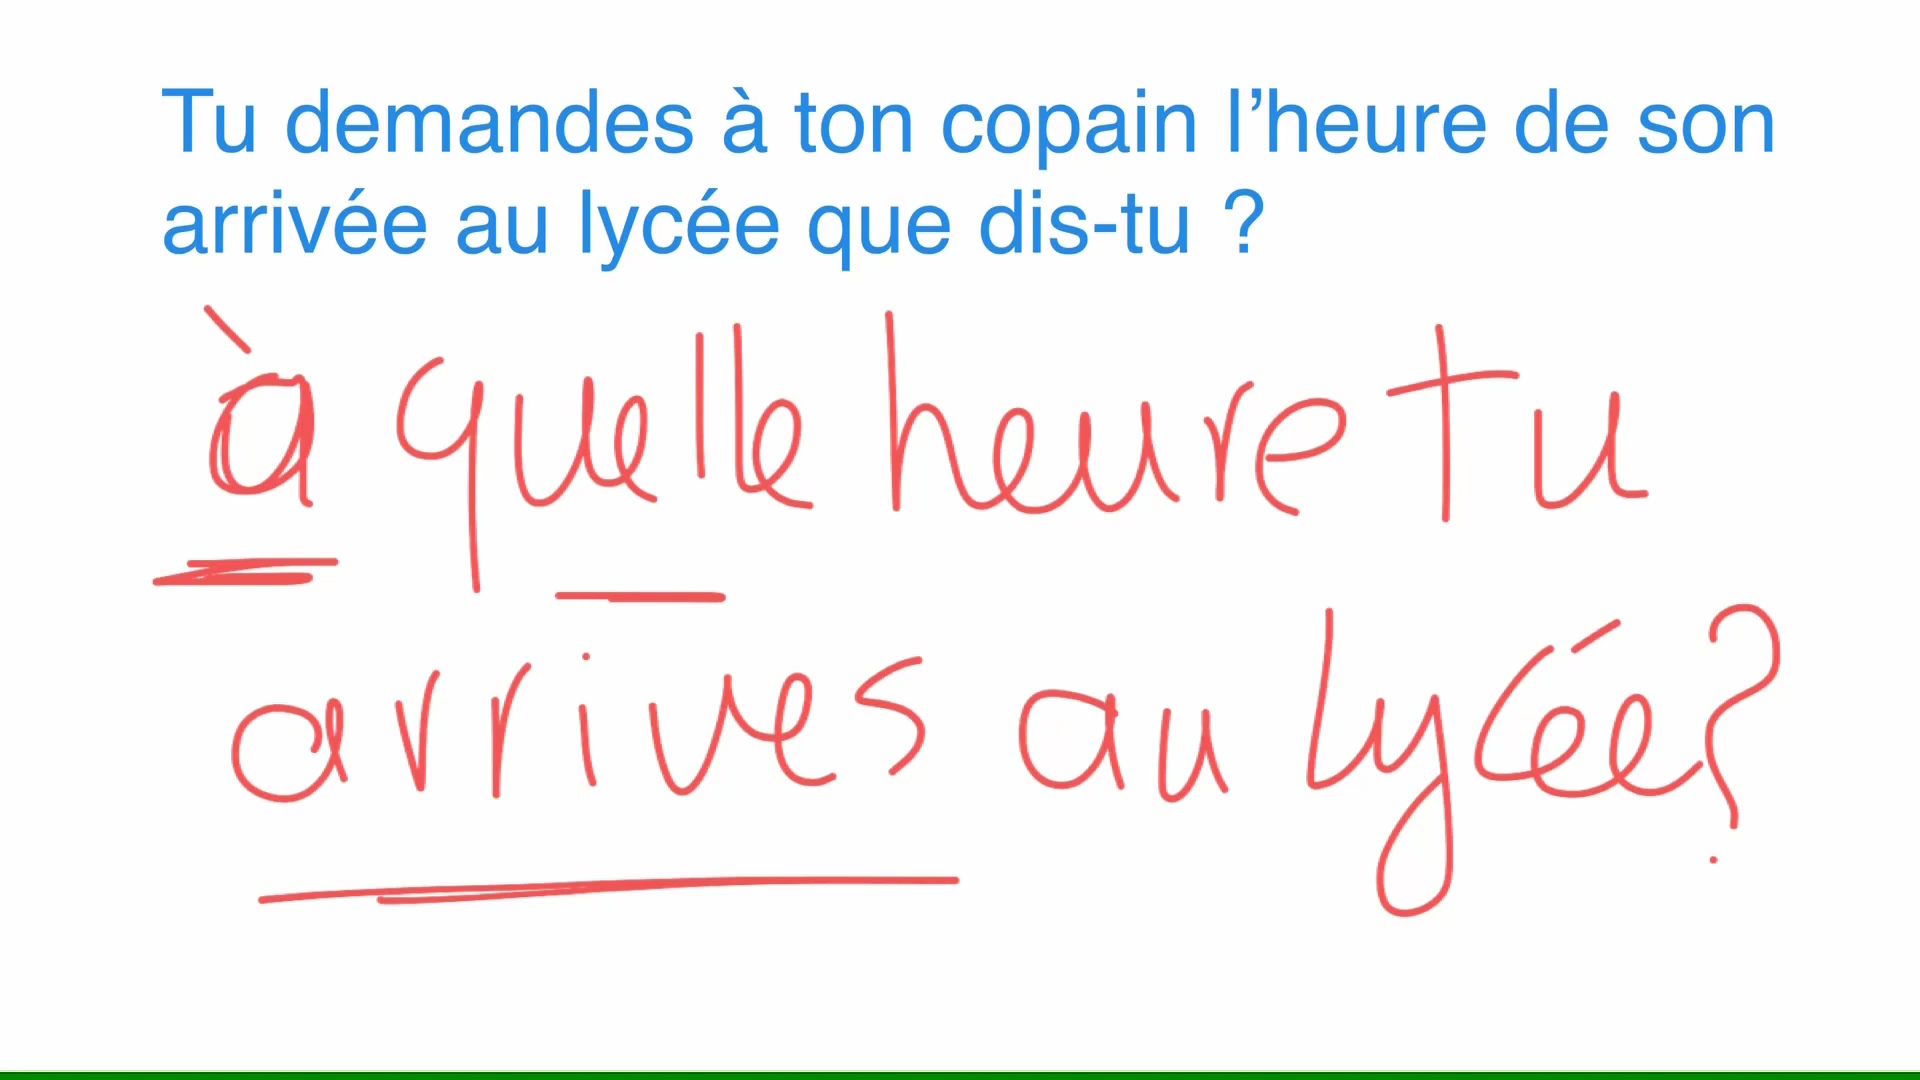 Tu demandes à ton copain l’heure de son
arrivée au lycée que dis-tu ?
à quelle heure tu
arrives au lycée?